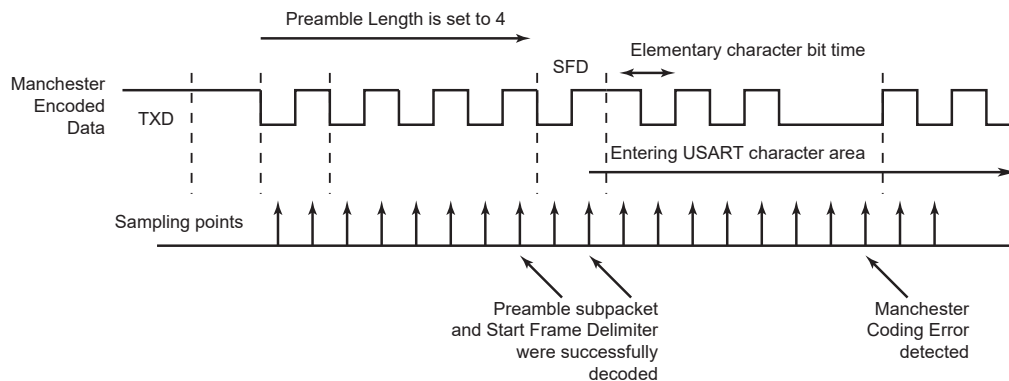 Preamble Length is set to 4
Elementary character bit time
SFD
Manchester
Encoded
Data
TXD
Entering USART character area
Sampling points
Preamble subpacket
and Start Frame Delimiter
were successfully
decoded
Manchester
Coding Error
detected